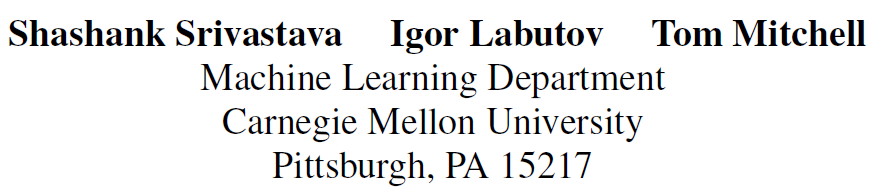 Shashank Srivastava Igor Labutov Tom Mitchell
Machine Learning Department
Carnegie Mellon University
Pittsburgh, PA 15217